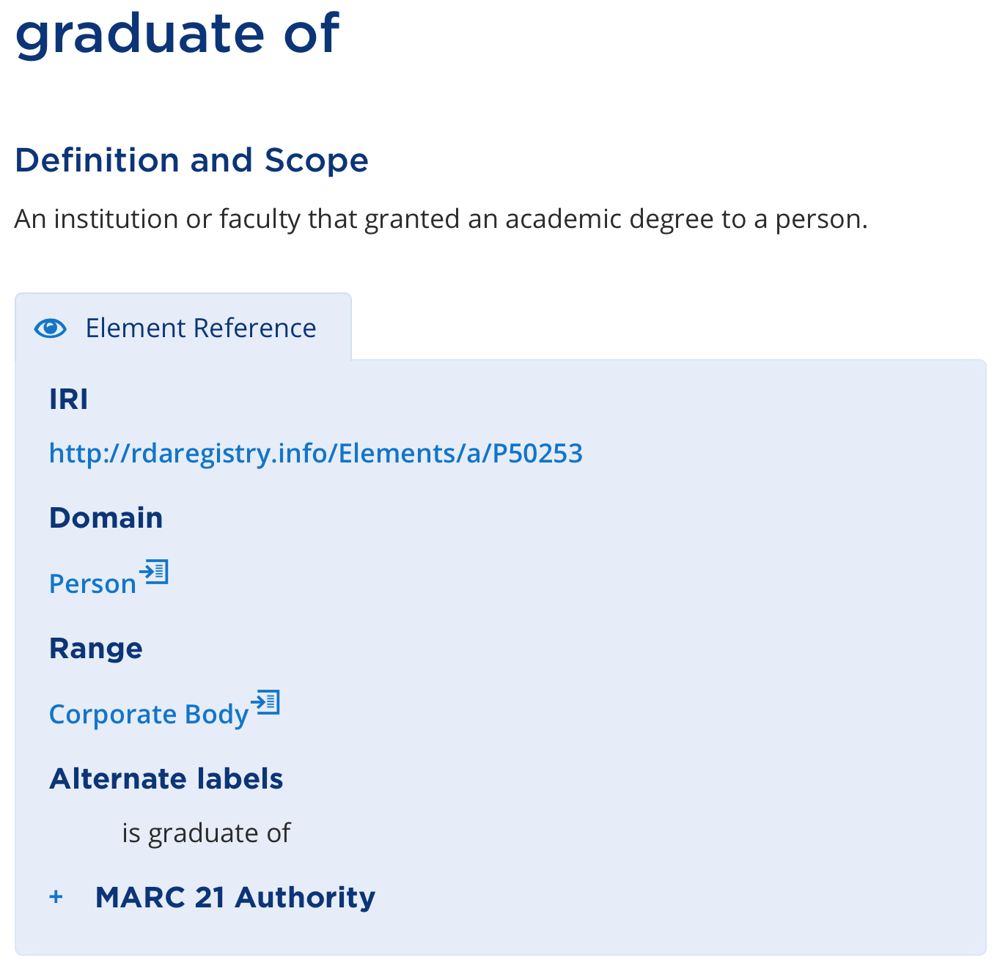 graduate of
Definition and Scope
An institution or faculty that granted an academic degree to a person.
Element Reference
IRI
http://rdaregistry.info/Elements/a/P50253
Domain
Person
Range
Corporate Body
Alternate labels
is graduate of
+ MARC 21 Authority